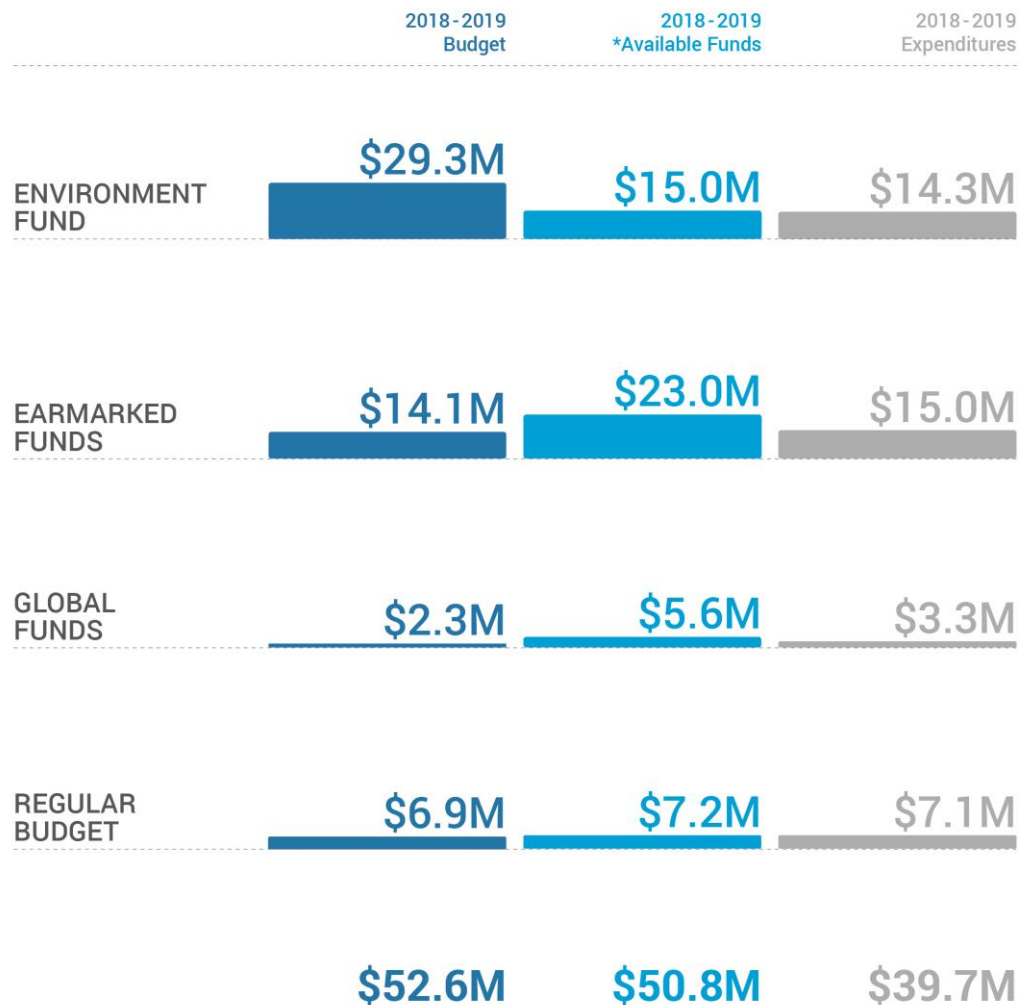 2018-2019 Budget
2018-2019 *Available Funds
2018-2019 Expenditures
ENVIRONMENT FUND
$29.3M
$15.0M
$14.3M
EARMARKED FUNDS
$14.1M
$23.0M
$15.0M
GLOBAL FUNDS
$2.3M
$5.6M
$3.3M
REGULAR BUDGET
$6.9M
$7.2M
$7.1M
$52.6M
$50.8M
$39.7M